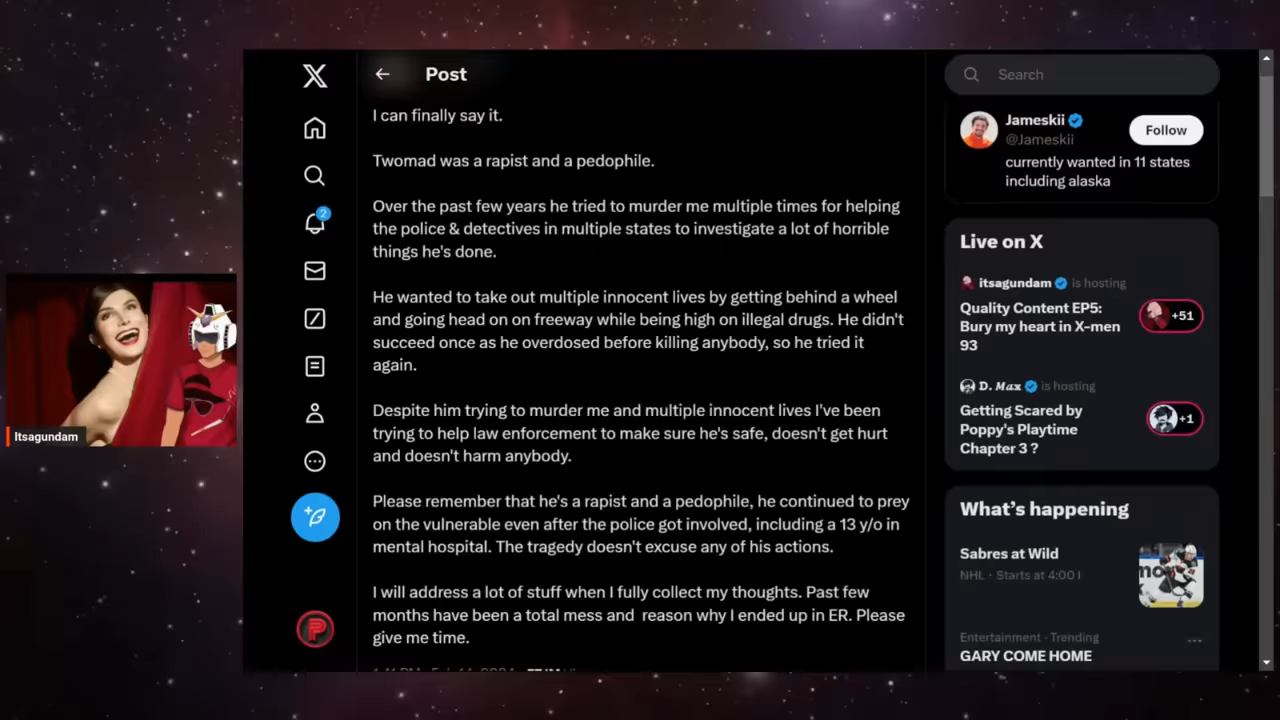 Post
I can finally say it.
Twomad was a rapist and a pedophile.
Over the past few years he tried to murder me multiple times for helping
the police & detectives in multiple states to investigate a lot of horrible
things he's done.
He wanted to take out multiple innocent lives by getting behind a wheel
and going head on on freeway while being high on illegal drugs. He didn't
succeed once as he overdosed before killing anybody, so he tried it
again.
Despite him trying to murder me and multiple innocent lives I've been
trying to help law enforcement to make sure he's safe, doesn't get hurt
and doesn't harm anybody.
Please remember that he's a rapist and a pedophile, he continued to prey
on the vulnerable even after the police got involved, including a 13 y/o in
mental hospital. The tragedy doesn't excuse any of his actions.
I will address a lot of stuff when I fully collect my thoughts. Past few
months have been a total mess and reason why I ended up in ER. Please
give me time.
2
Itsagundam
Search
Jameskii
@Jameskii
Follow
currently wanted in 11 states
including alaska
Live on X
itsagundam is hosting
Quality Content EP5:
Bury my heart in X-men
93
+51
D. Max is hosting
Getting Scared by
Poppy's Playtime
Chapter 3 ?
+1
What's happening
Sabres at Wild
NHL · Starts at 4:00
Entertainment · Trending
GARY COME HOME